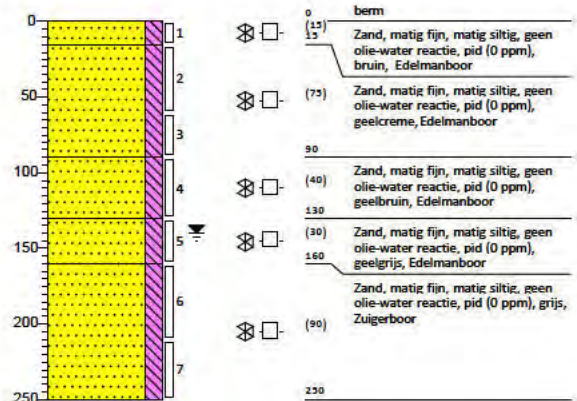 0
50
100
150
200
250
1
2
3
4
5
6
7
0
berm
(15)
15
Zand, matig fijn, matig siltig, geen
olie-water reactie, pid (0 ppm),
bruin, Edelmanboor
(75)
Zand, matig fijn, matig siltig, geen
olie-water reactie, pid (0 ppm),
geelcreme, Edelmanboor
90
(40)
Zand, matig fijn, matig siltig, geen
olie-water reactie, pid (0 ppm),
geelbruin, Edelmanboor
130
(30)
Zand, matig fijn, matig siltig, geen
olie-water reactie, pid (0 ppm),
geelgrijs, Edelmanboor
160
Zand, matig fijn, matig siltig, geen
olie-water reactie, pid (0 ppm), grijs,
Zuigerboor
(90)
250